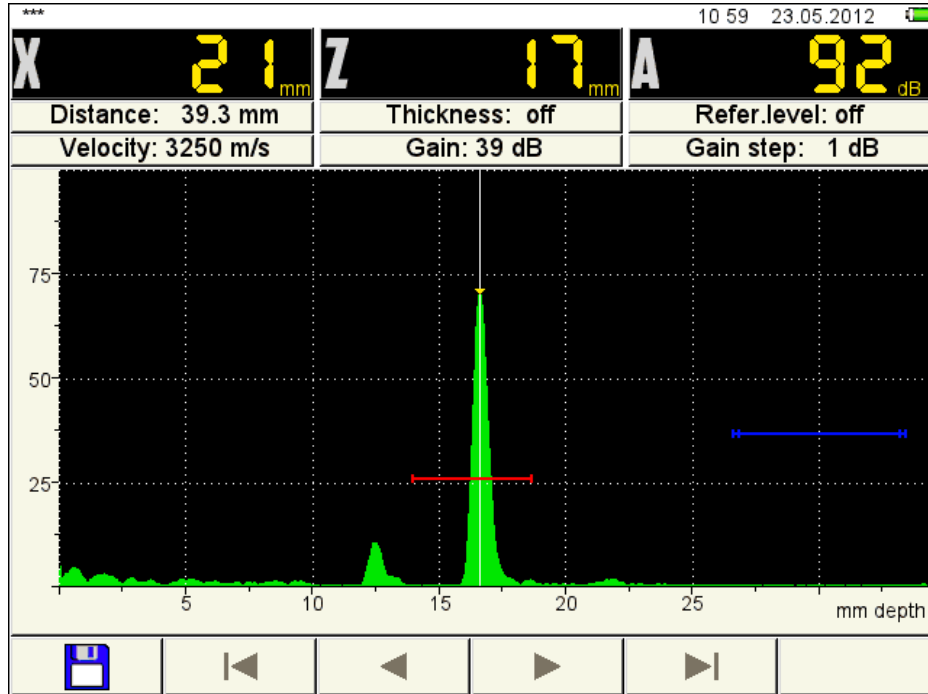 ***
10 59 23.05.2012
X 21 mm Z 17 mm A 92 dB
Distance: 39.3 mm Thickness: off Refer.level: off
Velocity: 3250 m/s Gain: 39 dB Gain step: 1 dB
75
50
25
5 10 15 20 25 mm depth